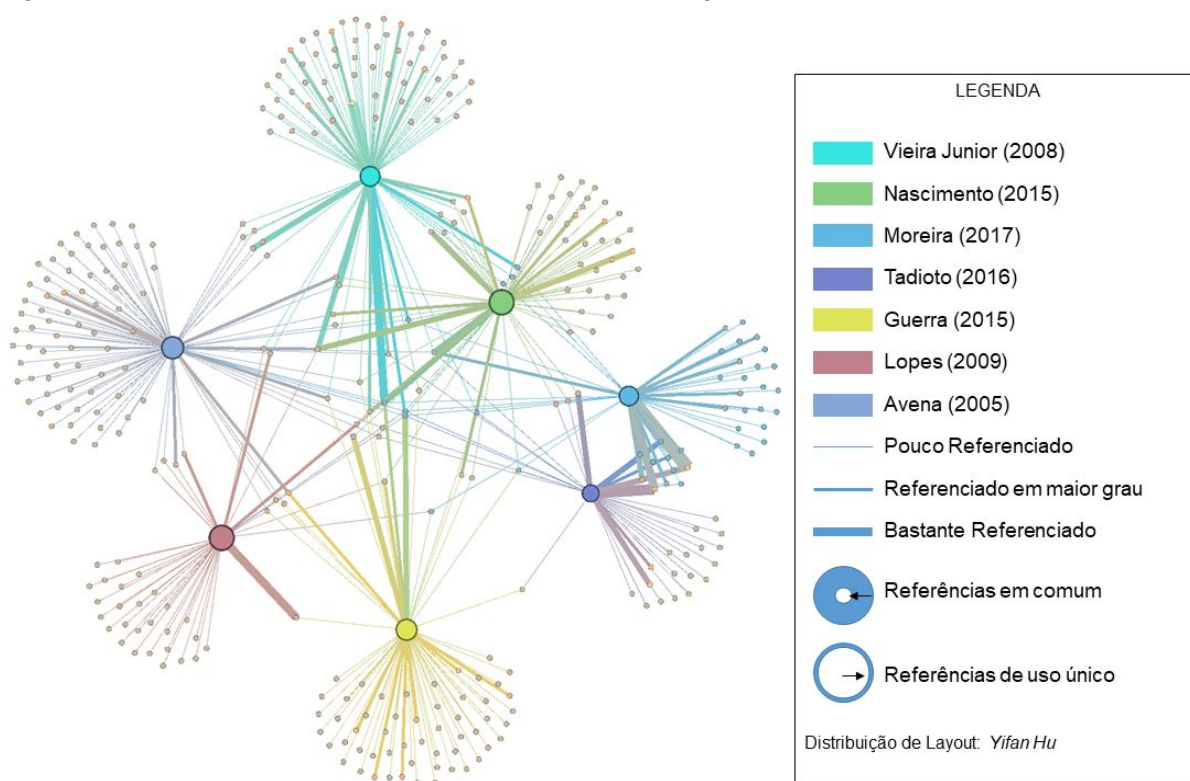 LEGENDA
Vieira Junior (2008)
Nascimento (2015)
Moreira (2017)
Tadioto (2016)
Guerra (2015)
Lopes (2009)
Avena (2005)
Pouco Referenciado
Referenciado em maior grau
Bastante Referenciado
Referências em comum
Referências de uso único
Distribuição de Layout: Yifan Hu